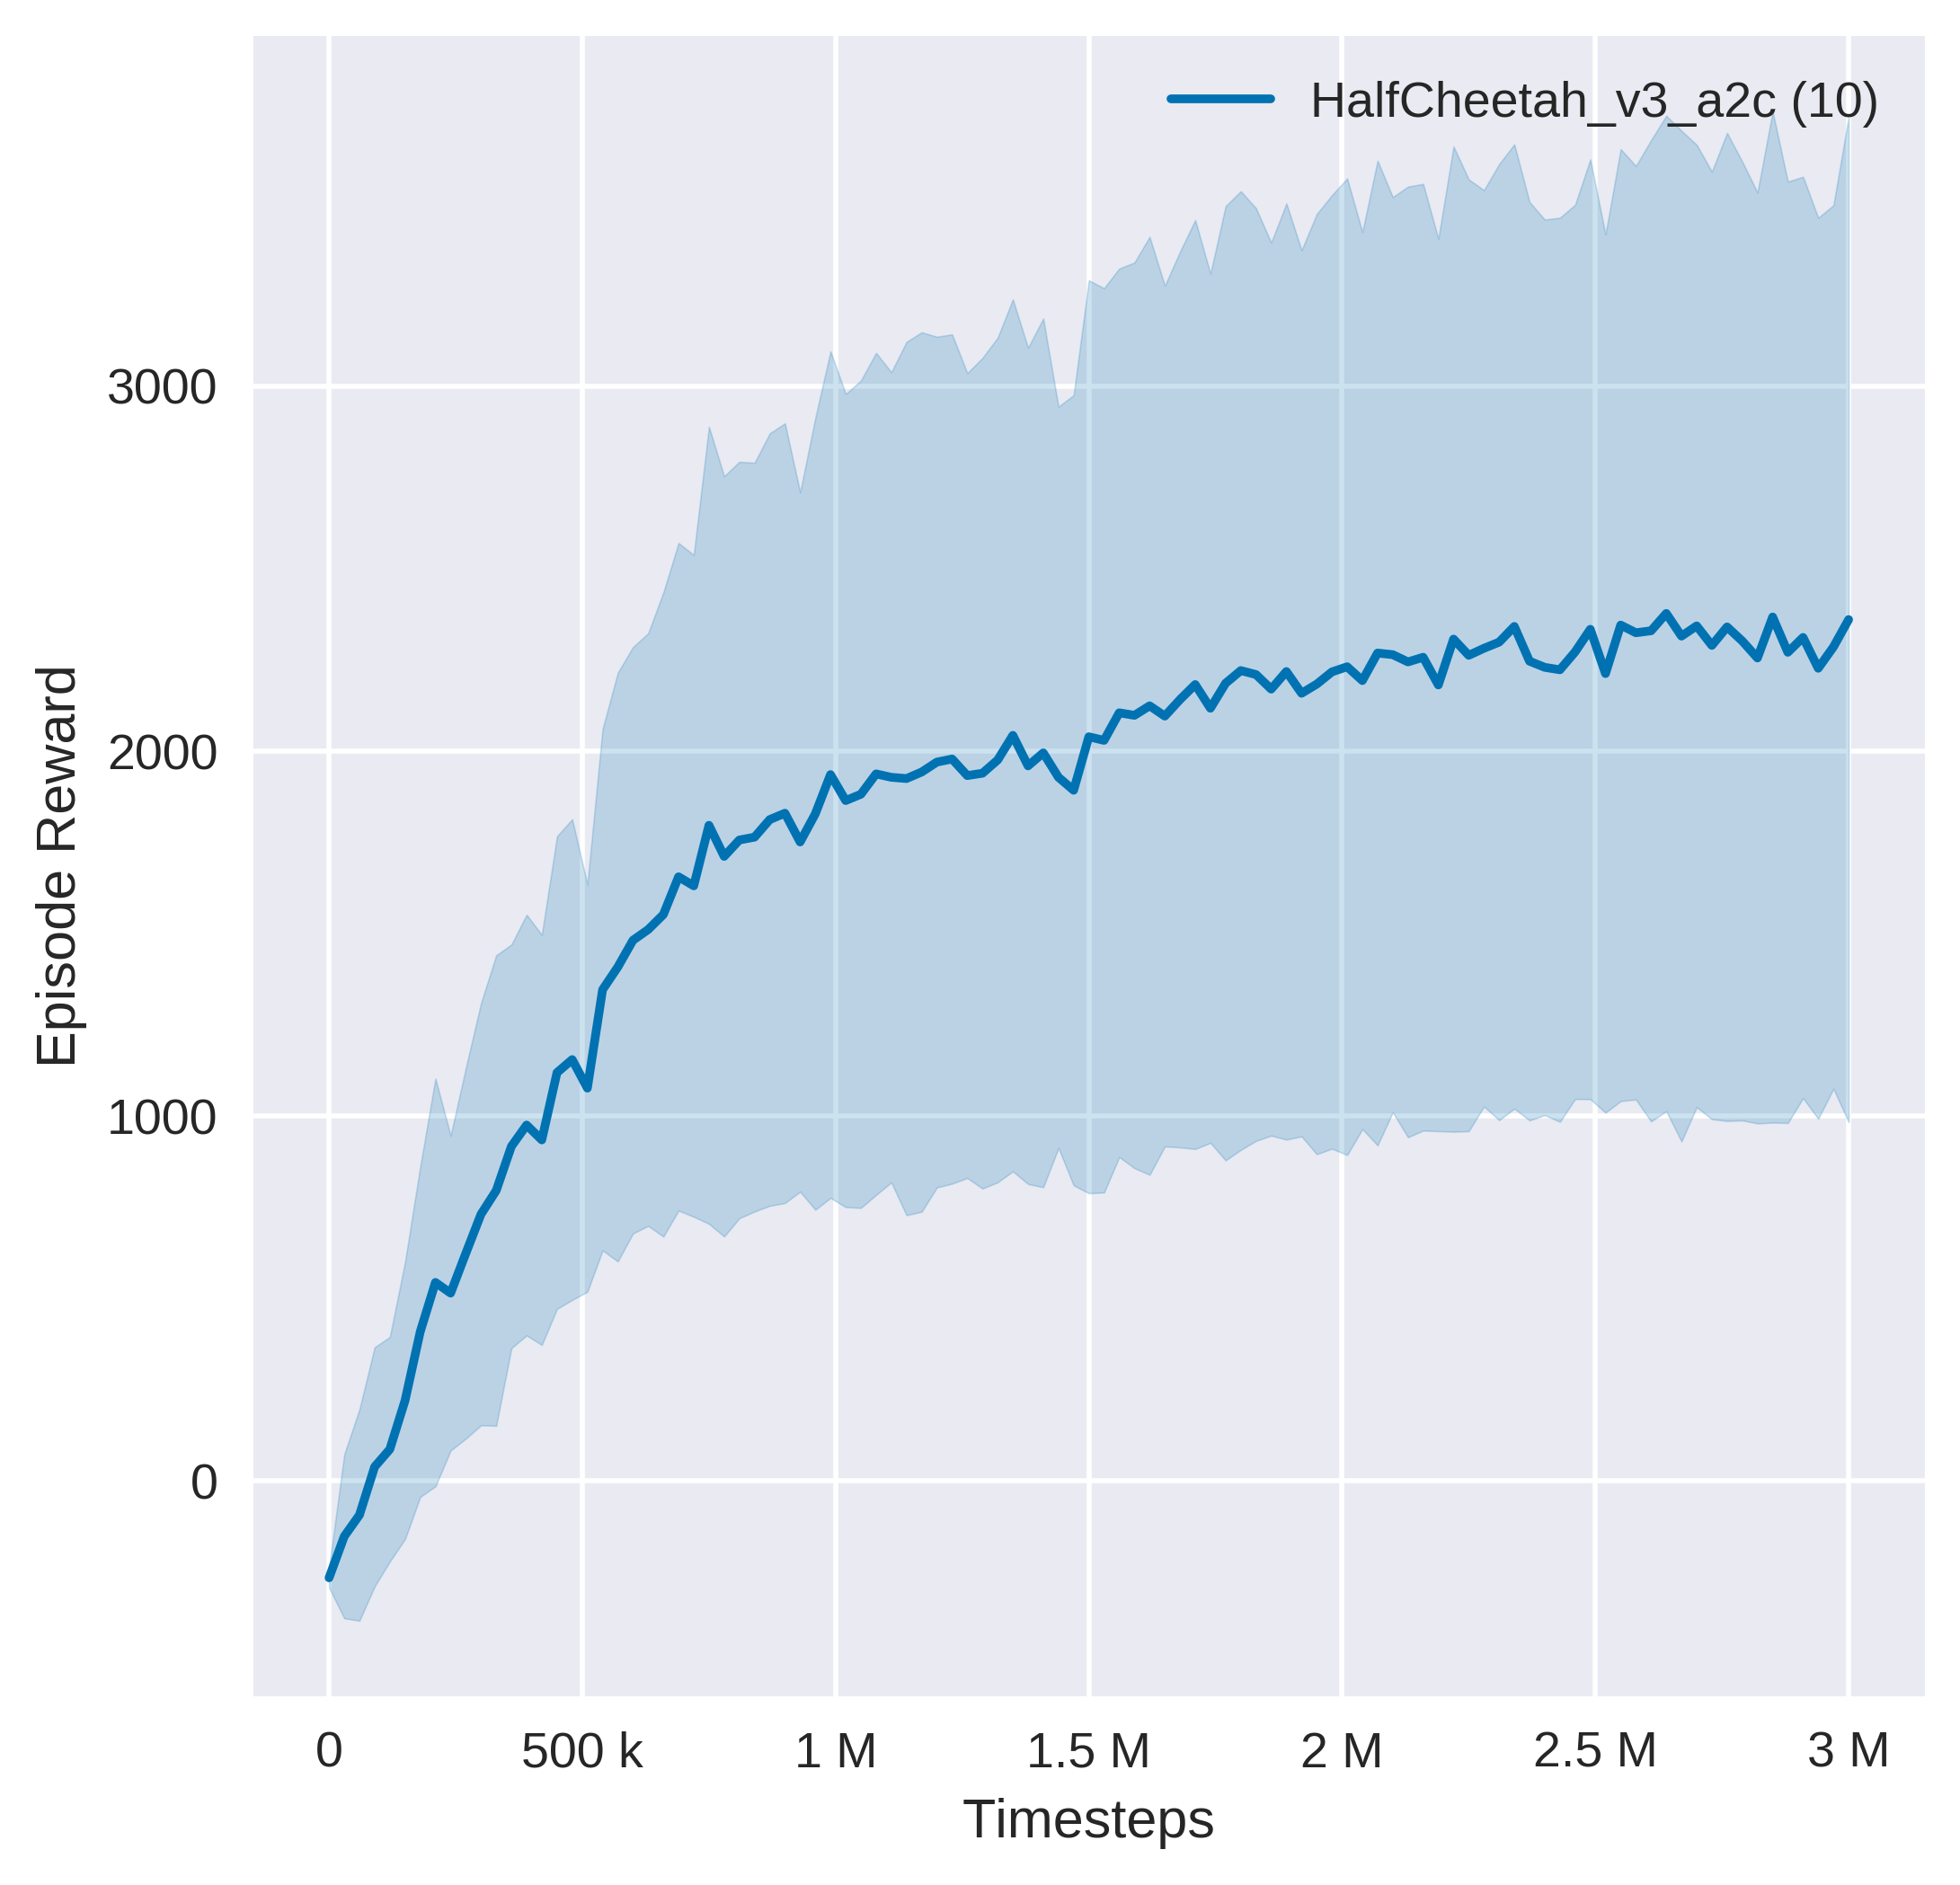 HalfCheetah_v3_a2c (10)
3000
2000
1000
0
Episode Reward
0
500 k
1 M
1.5 M
2 M
2.5 M
3 M
Timesteps